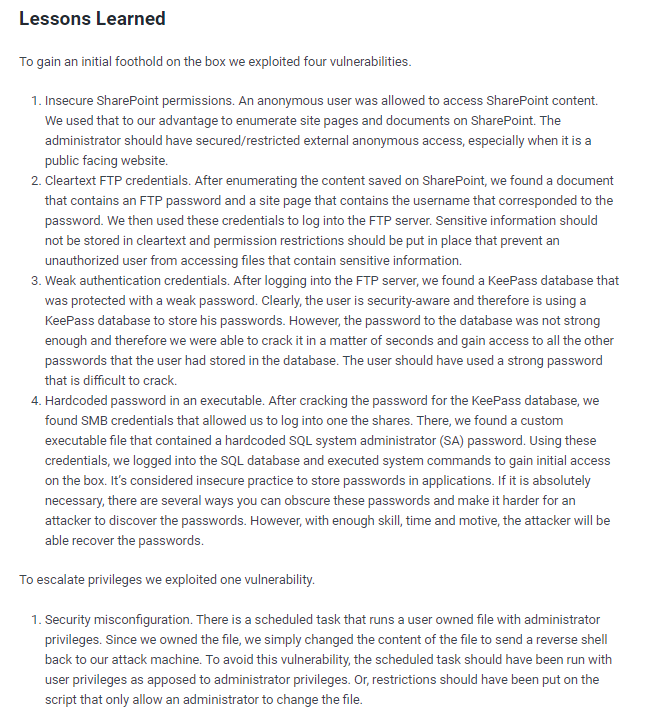 Lessons Learned
To gain an initial foothold on the box we exploited four vulnerabilities.
1. Insecure SharePoint permissions. An anonymous user was allowed to access SharePoint content.
We used that to our advantage to enumerate site pages and documents on SharePoint. The
administrator should have secured/restricted external anonymous access, especially when it is a
public facing website.
2. Cleartext FTP credentials. After enumerating the content saved on SharePoint, we found a document
that contains an FTP password and a site page that contains the username that corresponded to the
password. We then used these credentials to log into the FTP server. Sensitive information should
not be stored in cleartext and permission restrictions should be put in place that prevent an
unauthorized user from accessing files that contain sensitive information.
3. Weak authentication credentials. After logging into the FTP server, we found a KeePass database that
was protected with a weak password. Clearly, the user is security-aware and therefore is using a
KeePass database to store his passwords. However, the password to the database was not strong
enough and therefore we were able to crack it in a matter of seconds and gain access to all the other
passwords that the user had stored in the database. The user should have used a strong password
that is difficult to crack.
4. Hardcoded password in an executable. After cracking the password for the KeePass database, we
found SMB credentials that allowed us to log into one the shares. There, we found a custom
executable file that contained a hardcoded SQL system administrator (SA) password. Using these
credentials, we logged into the SQL database and executed system commands to gain initial access
on the box. It's considered insecure practice to store passwords in applications. If it is absolutely
necessary, there are several ways you can obscure these passwords and make it harder for an
attacker to discover the passwords. However, with enough skill, time and motive, the attacker will be
able recover the passwords.
To escalate privileges we exploited one vulnerability.
1. Security misconfiguration. There is a scheduled task that runs a user owned file with administrator
privileges. Since we owned the file, we simply changed the content of the file to send a reverse shell
back to our attack machine. To avoid this vulnerability, the scheduled task should have been run with
user privileges as apposed to administrator privileges. Or, restrictions should have been put on the
script that only allow an administrator to change the file.